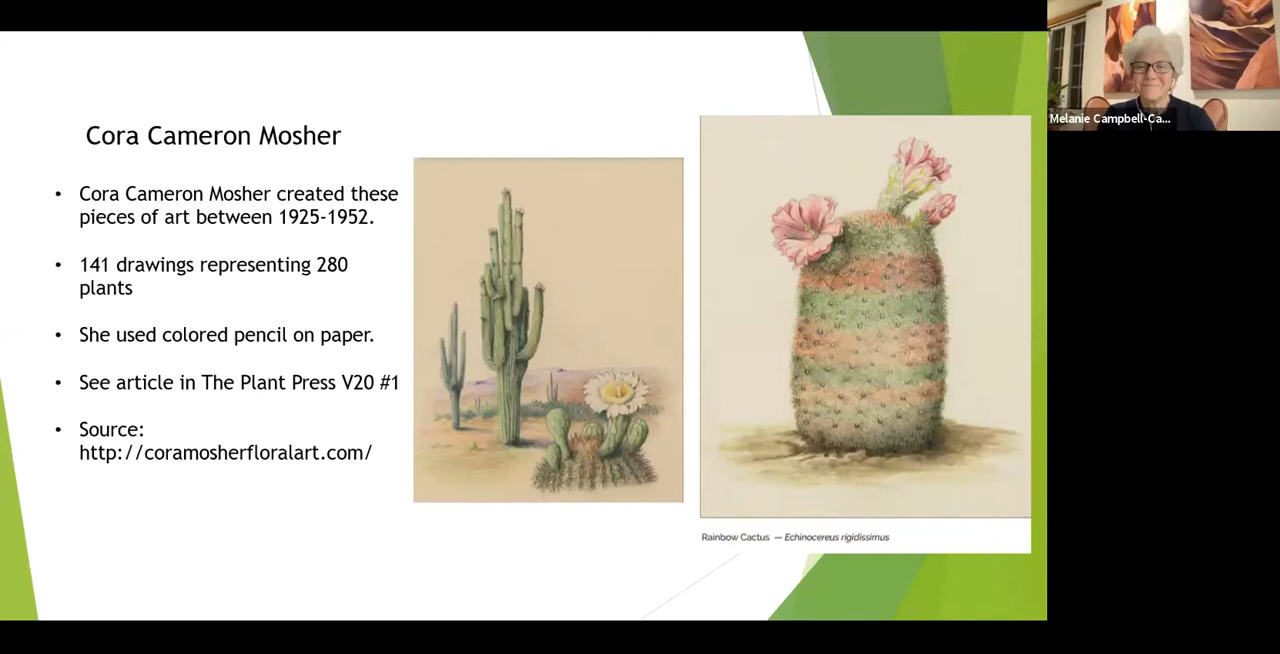 Cora Cameron Mosher
• Cora Cameron Mosher created these
pieces of art between 1925-1952.
• 141 drawings representing 280
plants
• She used colored pencil on paper.
• See article in The Plant Press V20 #1
• Source:
http://coramosherfloralart.com/
Rainbow Cactus — Echinocereus rigidissimus
Melanie Campbell-Ca...